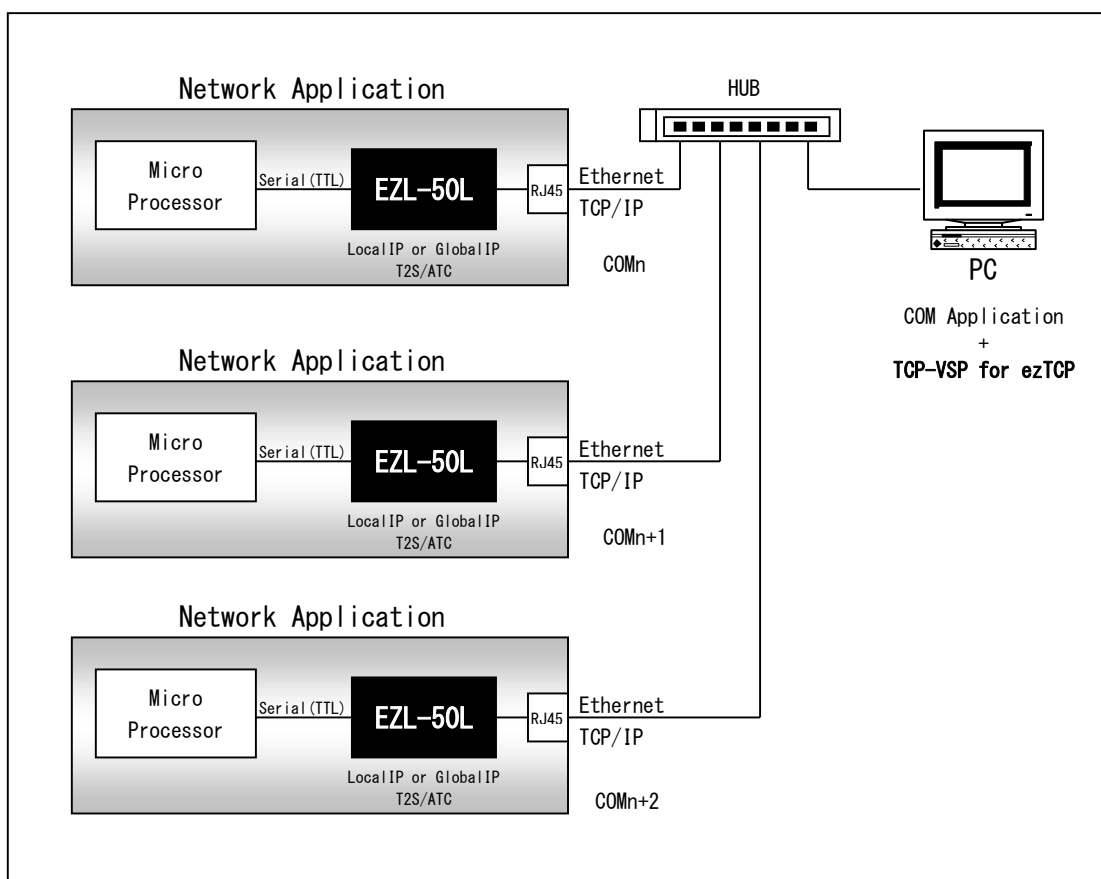 Network Application
HUB
Micro
Processor
Serial(TTL)
EZL-50L
RJ45
Ethernet
TCP/IP
LocalIP or GlobalIP
T2S/ATC
COMn
PC
COM Application
+
TCP-VSP for ezTCP
Network Application
Micro
Processor
Serial(TTL)
EZL-50L
RJ45
Ethernet
TCP/IP
LocalIP or GlobalIP
T2S/ATC
COMn+1
Network Application
Micro
Processor
Serial(TTL)
EZL-50L
RJ45
Ethernet
TCP/IP
LocalIP or GlobalIP
T2S/ATC
COMn+2